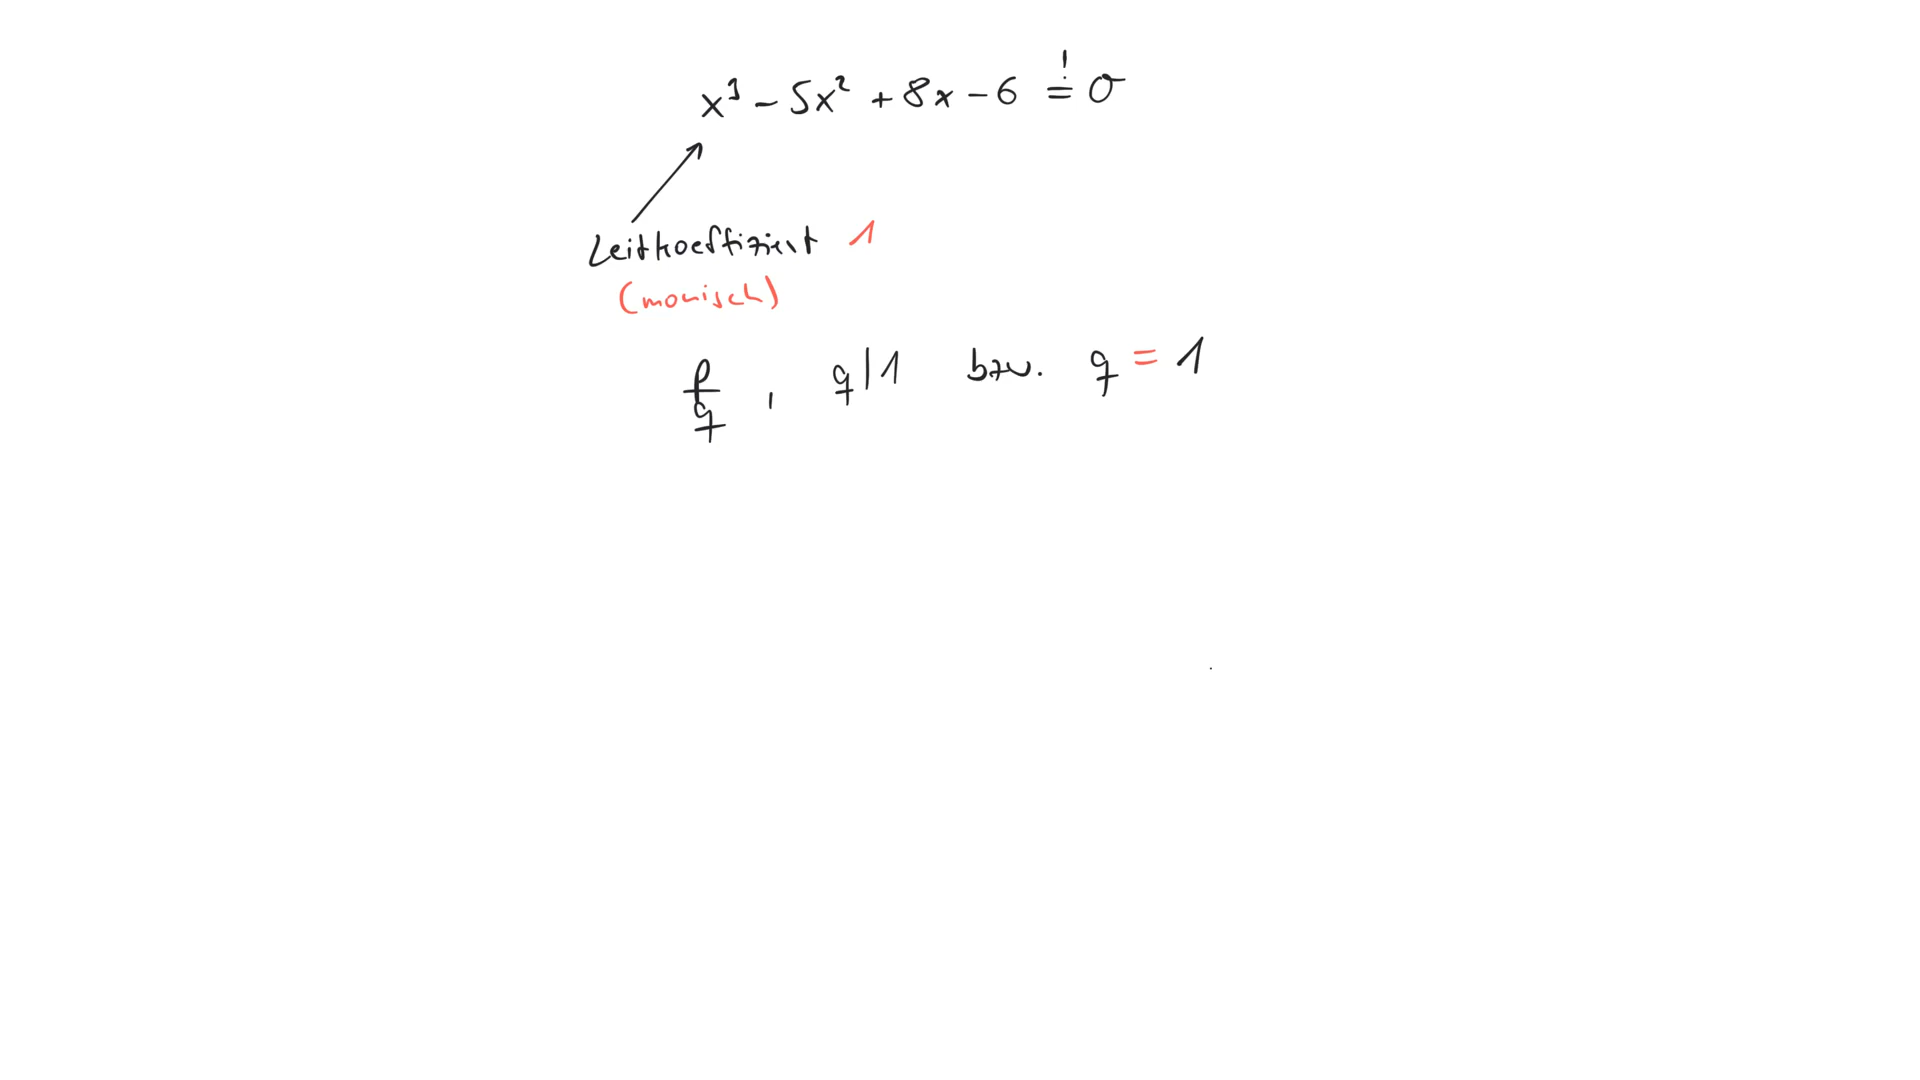 x³ - 5x² + 8x - 6 =! 0
Leitkoeffizient 1
(monisch)
p/q , q|1 bzw. q = 1